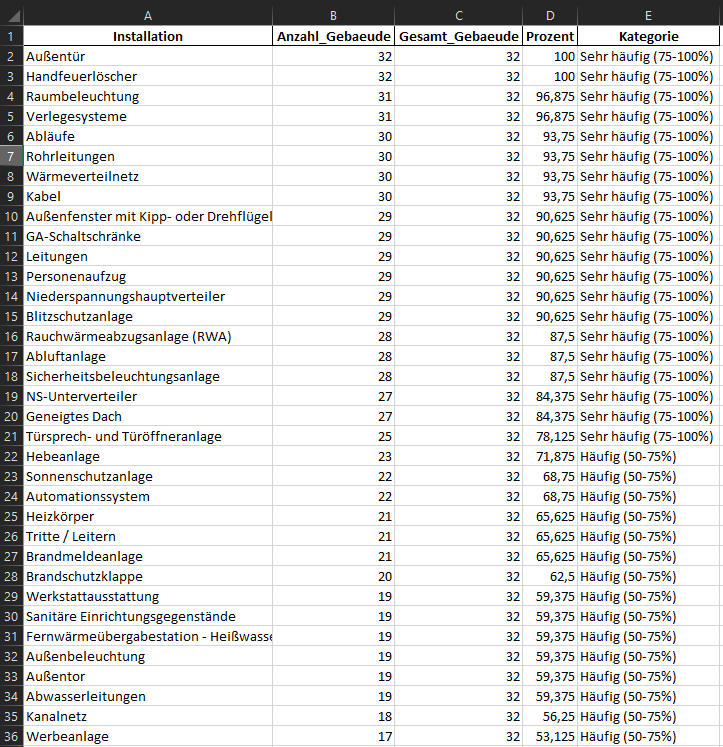 A B C D E
1 Installation Anzahl_Gebaeude Gesamt_Gebaeude Prozent Kategorie
2 Außentür 32 32 100 Sehr häufig (75-100%)
3 Handfeuerlöscher 32 32 100 Sehr häufig (75-100%)
4 Raumbeleuchtung 31 32 96,875 Sehr häufig (75-100%)
5 Verlegesysteme 31 32 96,875 Sehr häufig (75-100%)
6 Abläufe 30 32 93,75 Sehr häufig (75-100%)
7 Rohrleitungen 30 32 93,75 Sehr häufig (75-100%)
8 Wärmeverteilnetz 30 32 93,75 Sehr häufig (75-100%)
9 Kabel 30 32 93,75 Sehr häufig (75-100%)
10 Außenfenster mit Kipp- oder Drehflügel 29 32 90,625 Sehr häufig (75-100%)
11 GA-Schaltschränke 29 32 90,625 Sehr häufig (75-100%)
12 Leitungen 29 32 90,625 Sehr häufig (75-100%)
13 Personenaufzug 29 32 90,625 Sehr häufig (75-100%)
14 Niederspannungshauptverteiler 29 32 90,625 Sehr häufig (75-100%)
15 Blitzschutzanlage 29 32 90,625 Sehr häufig (75-100%)
16 Rauchwärmeabzugsanlage (RWA) 28 32 87,5 Sehr häufig (75-100%)
17 Abluftanlage 28 32 87,5 Sehr häufig (75-100%)
18 Sicherheitsbeleuchtungsanlage 28 32 87,5 Sehr häufig (75-100%)
19 NS-Unterverteiler 27 32 84,375 Sehr häufig (75-100%)
20 Geneigtes Dach 27 32 84,375 Sehr häufig (75-100%)
21 Türsprech- und Türöffneranlage 25 32 78,125 Sehr häufig (75-100%)
22 Hebeanlage 23 32 71,875 Häufig (50-75%)
23 Sonnenschutzanlage 22 32 68,75 Häufig (50-75%)
24 Automationssystem 22 32 68,75 Häufig (50-75%)
25 Heizkörper 21 32 65,625 Häufig (50-75%)
26 Tritte / Leitern 21 32 65,625 Häufig (50-75%)
27 Brandmeldeanlage 21 32 65,625 Häufig (50-75%)
28 Brandschutzklappe 20 32 62,5 Häufig (50-75%)
29 Werkstattausstattung 19 32 59,375 Häufig (50-75%)
30 Sanitäre Einrichtungsgegenstände 19 32 59,375 Häufig (50-75%)
31 Fernwärmeübergabestation - Heißwasse 19 32 59,375 Häufig (50-75%)
32 Außenbeleuchtung 19 32 59,375 Häufig (50-75%)
33 Außentor 19 32 59,375 Häufig (50-75%)
34 Abwasserleitungen 19 32 59,375 Häufig (50-75%)
35 Kanalnetz 18 32 56,25 Häufig (50-75%)
36 Werbeanlage 17 32 53,125 Häufig (50-75%)